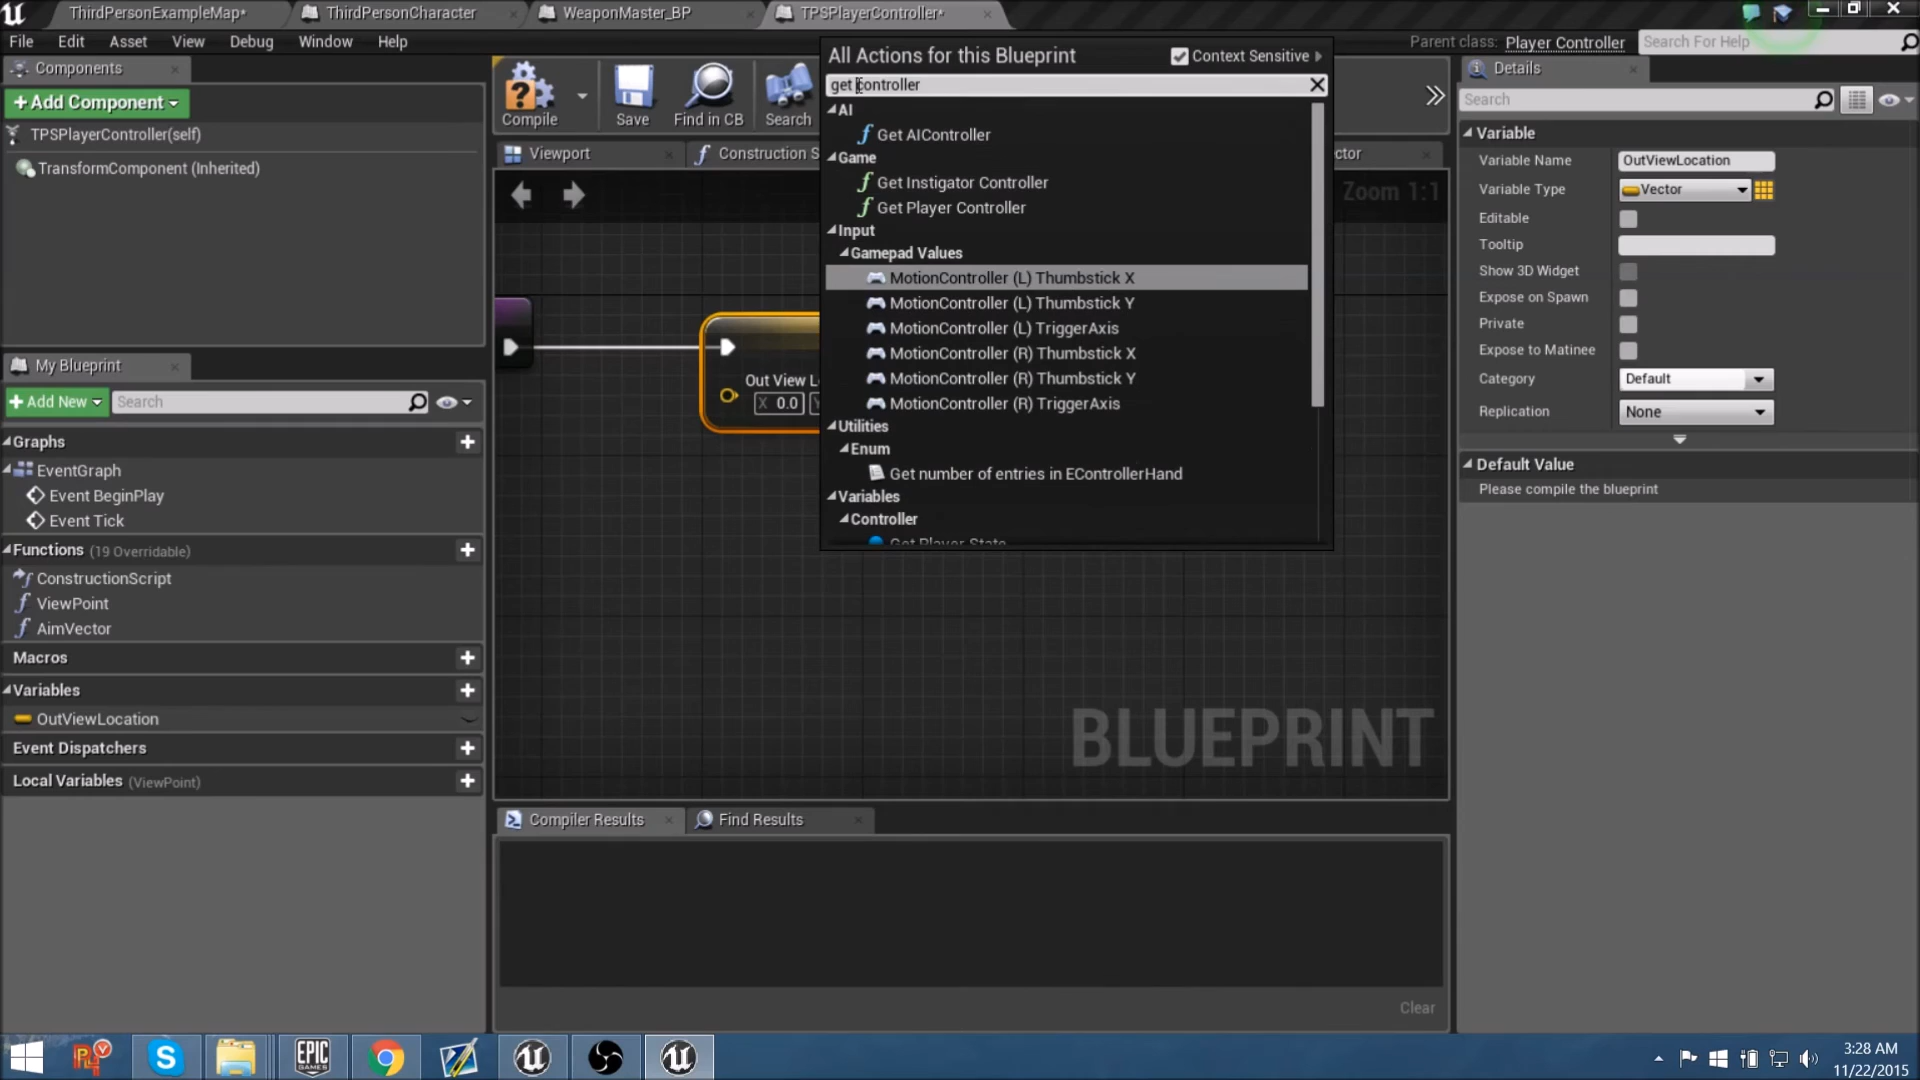 ThirdPersonExampleMap*
ThirdPersonCharacter
WeaponMaster_BP
TPSPlayerController*
File Edit Asset View Debug Window Help
Parent class: Player Controller
Search For Help
Components
+ Add Component
TPSPlayerController(self)
TransformComponent (Inherited)
Compile
Save
Find in CB
Search
Viewport
Construction S
ctor
Zoom 1:1
All Actions for this Blueprint
Context Sensitive
get controller
AI
Get AIController
Game
Get Instigator Controller
Get Player Controller
Input
Gamepad Values
MotionController (L) Thumbstick X
MotionController (L) Thumbstick Y
MotionController (L) TriggerAxis
MotionController (R) Thumbstick X
MotionController (R) Thumbstick Y
MotionController (R) TriggerAxis
Utilities
Enum
Get number of entries in EControllerHand
Variables
Controller
Get Player State
Out View L
X 0.0 Y
BLUEPRINT
My Blueprint
+ Add New
Search
Graphs
EventGraph
Event BeginPlay
Event Tick
Functions (19 Overridable)
ConstructionScript
ViewPoint
AimVector
Macros
Variables
OutViewLocation
Event Dispatchers
Local Variables (ViewPoint)
Details
Search
Variable
Variable Name OutViewLocation
Variable Type Vector
Editable
Tooltip
Show 3D Widget
Expose on Spawn
Private
Expose to Matinee
Category Default
Replication None
Default Value
Please compile the blueprint
Compiler Results
Find Results
Clear
EPIC
GAMES
3:28 AM
11/22/2015